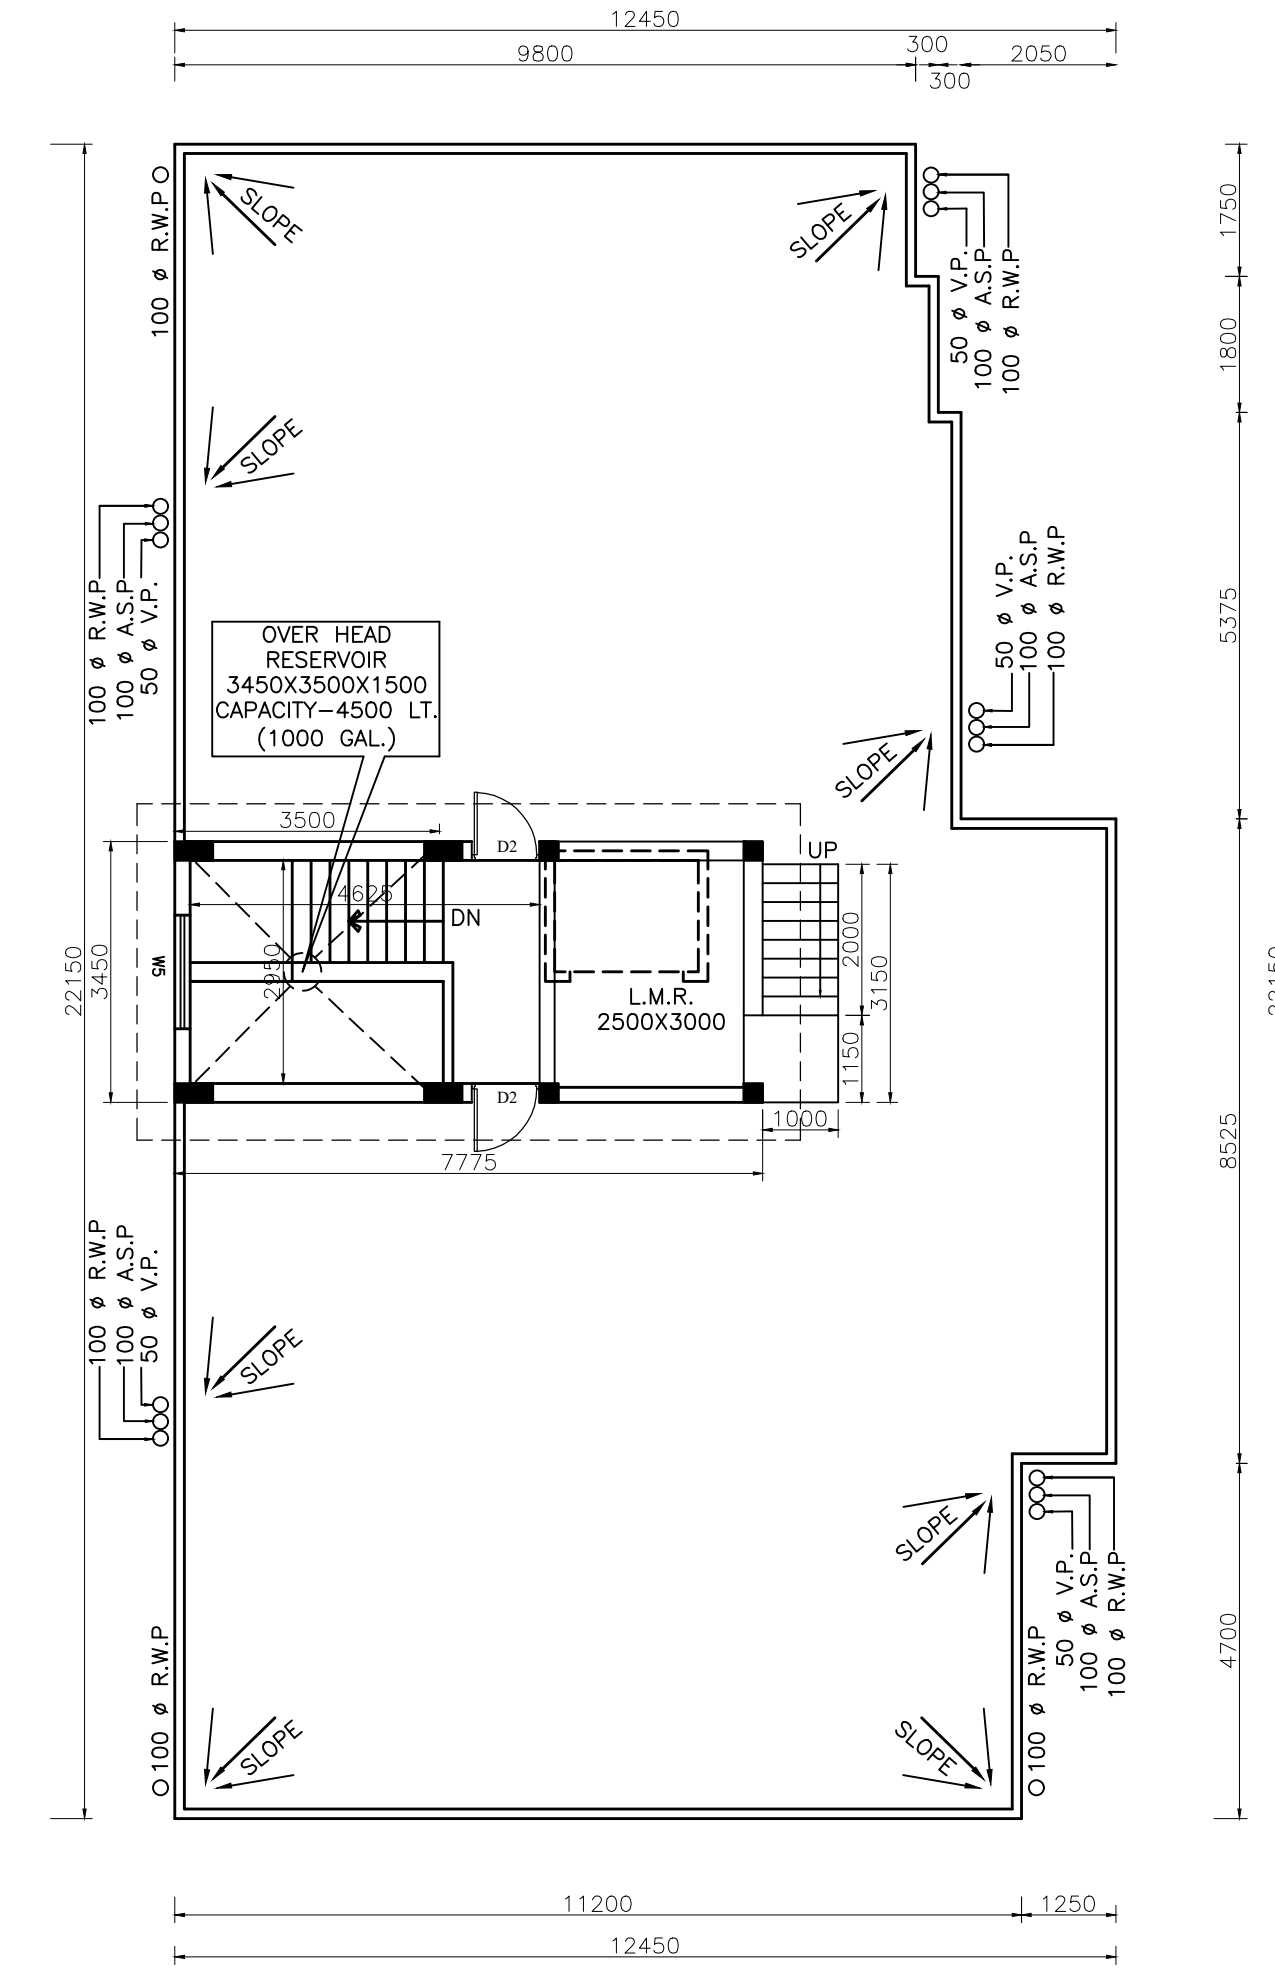 12450
9800
300
300
2050
100 ø R.W.P
SLOPE
SLOPE
50 ø V.P.
100 ø A.S.P
100 ø R.W.P
1750
1800
5375
8525
4700
SLOPE
100 ø R.W.P
100 ø A.S.P
50 ø V.P.
50 ø V.P.
100 ø A.S.P
100 ø R.W.P
OVER HEAD
RESERVOIR
3450X3500X1500
CAPACITY-4500 LT.
(1000 GAL.)
SLOPE
3500
D2
UP
4625
DN
22150
3450
W5
2950
L.M.R.
2500X3000
2000
3150
1150
D2
1000
7775
100 ø R.W.P
100 ø A.S.P
50 ø V.P.
SLOPE
SLOPE
50 ø V.P.
100 ø A.S.P
100 ø R.W.P
100 ø R.W.P
SLOPE
SLOPE
100 ø R.W.P
11200
1250
12450